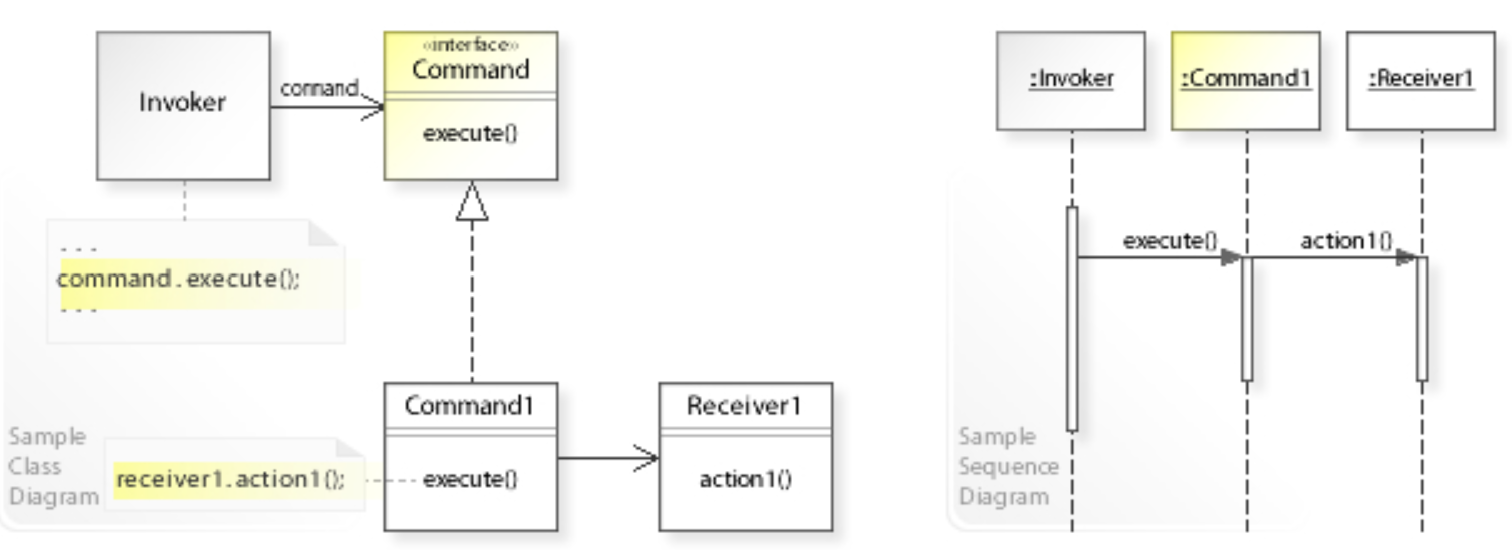 Invoker
command
«interface»
Command
execute()
- - -
command.execute();
- - -
Command1
execute()
receiver1.action1();
Receiver1
action1()
Sample
Class
Diagram
:Invoker
:Command1
:Receiver1
execute()
action1()
Sample
Sequence
Diagram